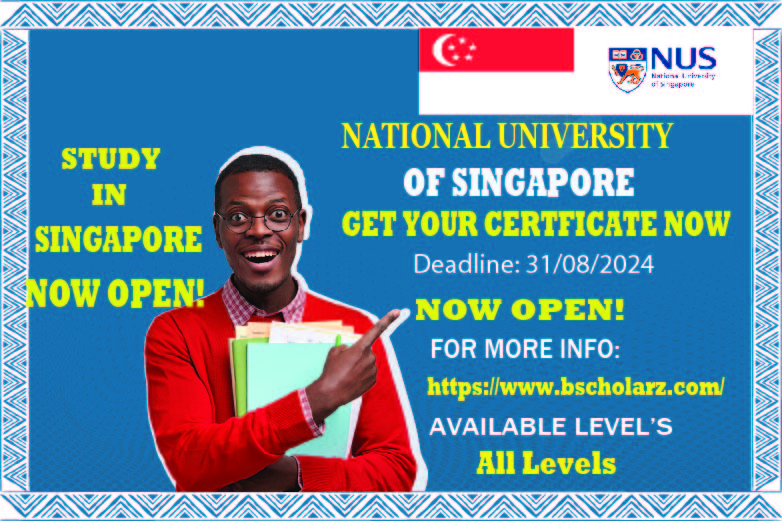 NUS
National University
of Singapore
STUDY
IN
SINGAPORE
NOW OPEN!
NATIONAL UNIVERSITY
OF SINGAPORE
GET YOUR CERTFICATE NOW
Deadline: 31/08/2024
NOW OPEN!
FOR MORE INFO:
https://www.bscholarz.com/
AVAILABLE LEVEL'S
All Levels